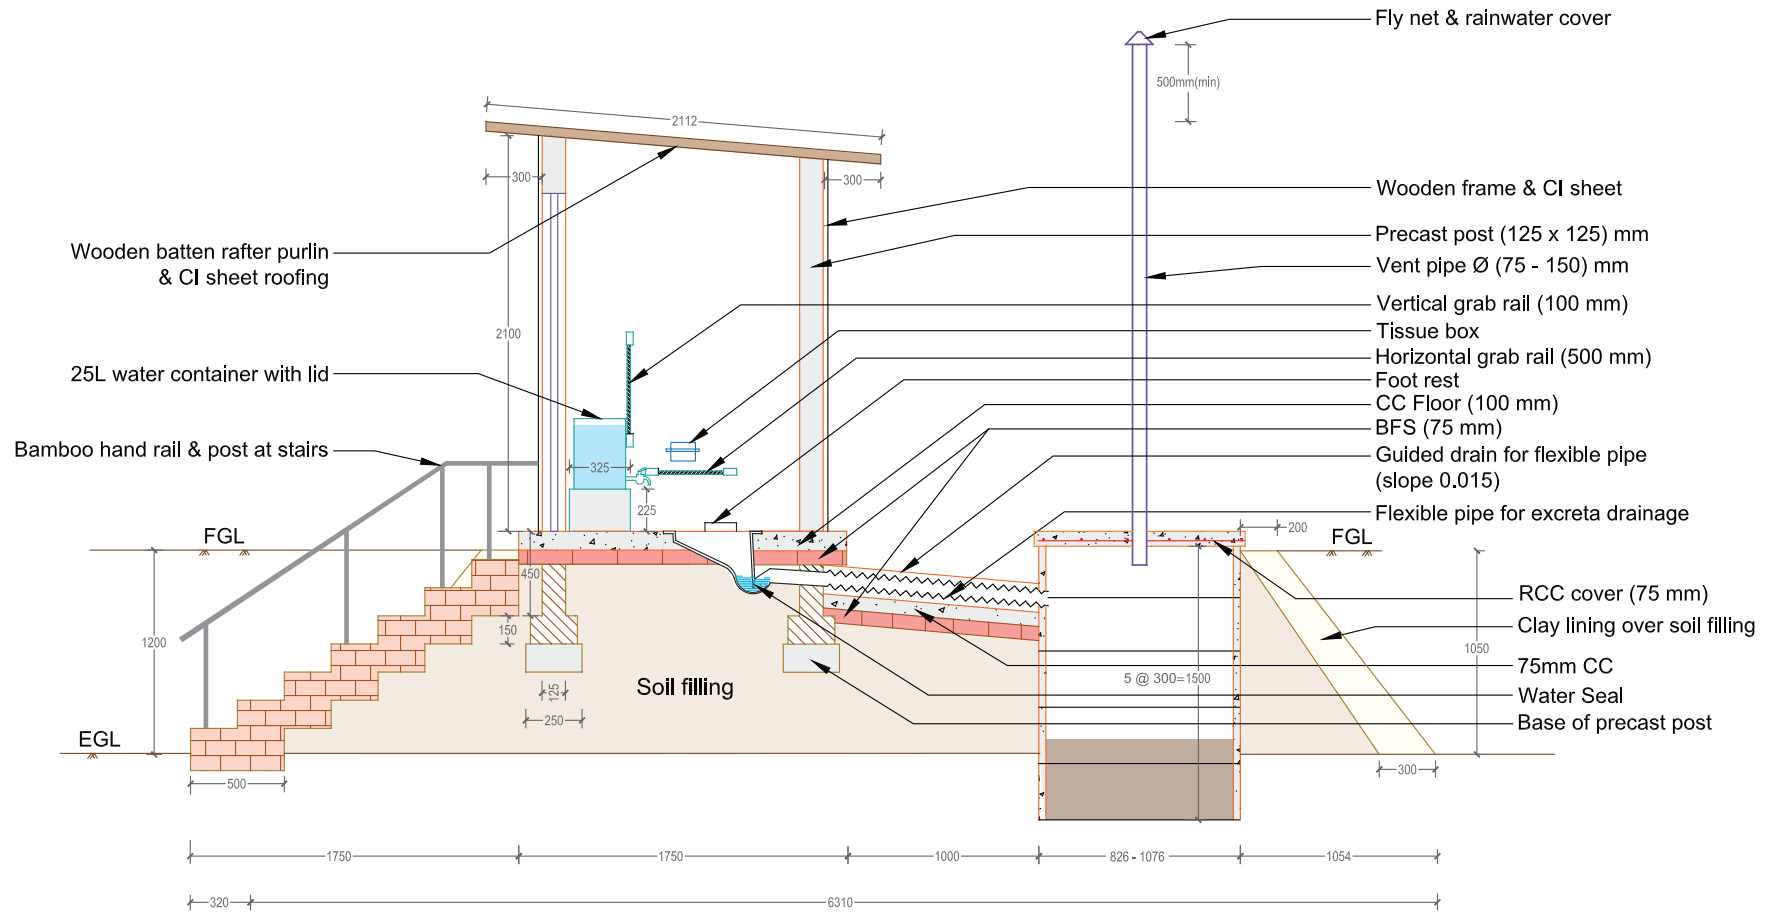 Fly net & rainwater cover
500mm(min)
2112
300
300
Wooden frame & CI sheet
Precast post (125 x 125) mm
Wooden batten rafter purlin
& CI sheet roofing
Vent pipe Ø (75 - 150) mm
Vertical grab rail (100 mm)
2100
Tissue box
Horizontal grab rail (500 mm)
25L water container with lid
Foot rest
CC Floor (100 mm)
BFS (75 mm)
Bamboo hand rail & post at stairs
Guided drain for flexible pipe
(slope 0.015)
325
225
Flexible pipe for excreta drainage
200
FGL
FGL
450
RCC cover (75 mm)
150
Clay lining over soil filling
1200
1050
75mm CC
5 @ 300=1500
Soil filling
125
Water Seal
250
Base of precast post
EGL
500
300
1750
1750
1000
826 - 1076
1054
320
6310